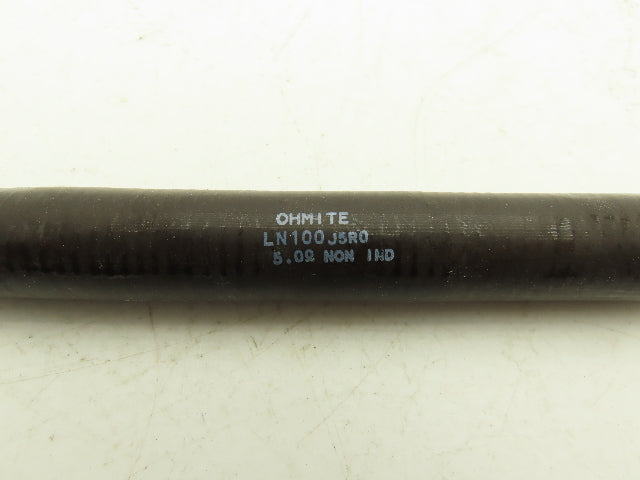 OHMITE
LN100J5R0
5.0Ω NON IND